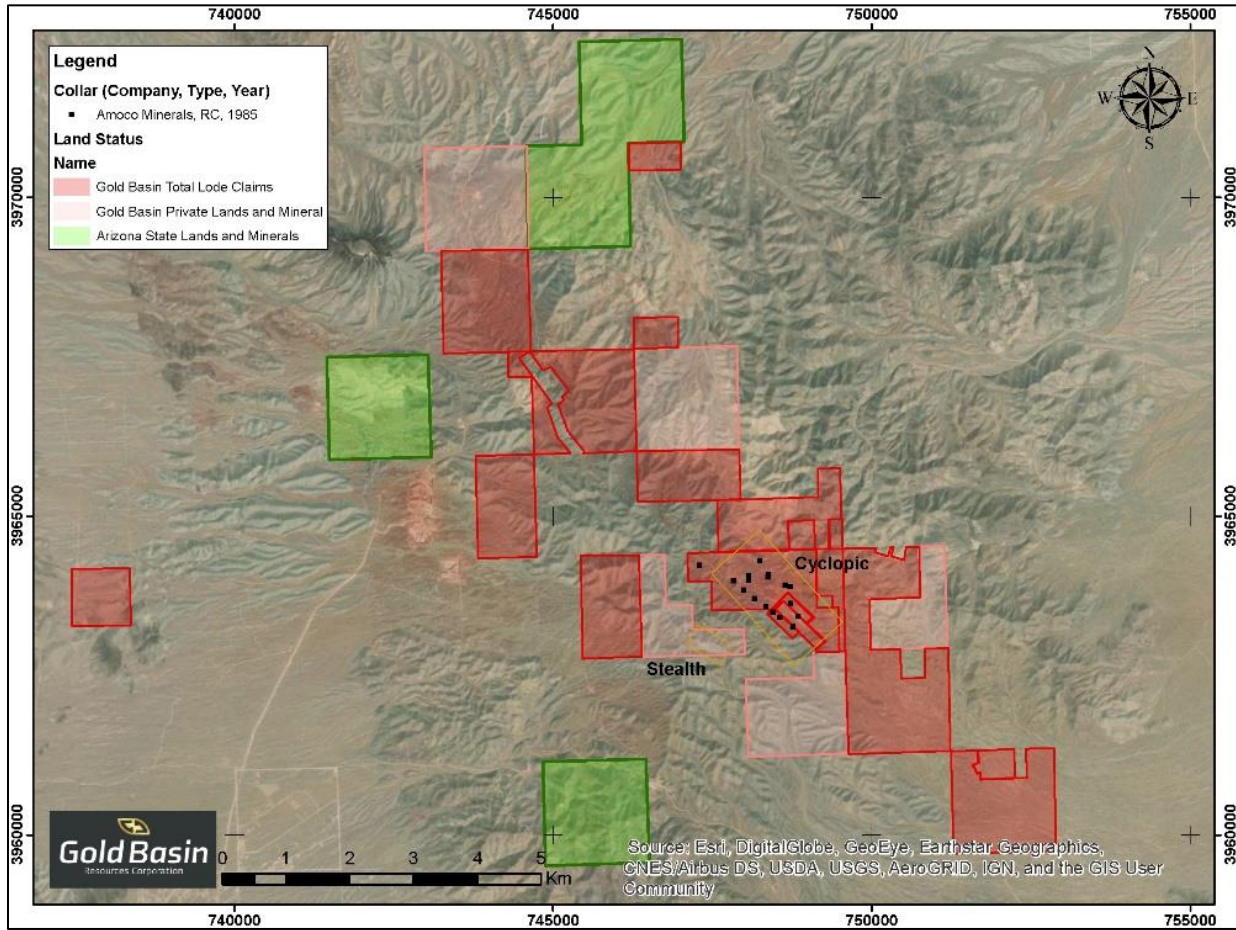 740000 745000 750000 755000
Legend
Collar (Company, Type, Year)
Amoco Minerals, RC, 1985
Land Status
Name
Gold Basin Total Lode Claims
Gold Basin Private Lands and Mineral
Arizona State Lands and Minerals
N
W E
S
3970000 3970000
3965000 3965000
Cyclopic
Stealth
3960000 3960000
Gold Basin
Resources Corporation
0 1 2 3 4 5
Km
Source: Esri, DigitalGlobe, GeoEye, Earthstar Geographics,
CNES/Airbus DS, USDA, USGS, AeroGRID, IGN, and the GIS User
Community
740000 745000 750000 755000